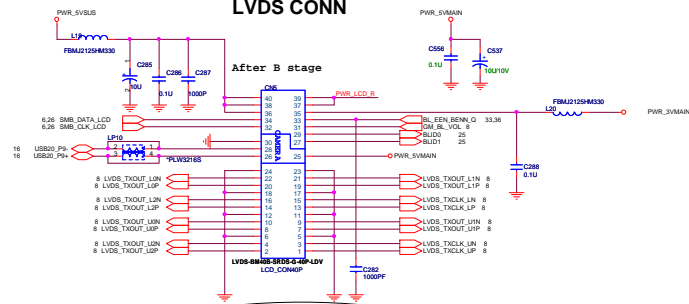 LVDS CONN
PWR_5VSUS
PWR_5VMAIN
L19
FBMJ2125HM330
C285
10U
C286
0.1U
C287
1000P
After B stage
C556
0.1U
C537
10U/10V
CN5
PWR_LCD_R
L20
FBMJ2125HM330
PWR_3VMAIN
40 39
38 37
36 35
6,26 SMB_DATA_LCD 34 33 BL_EEN_BENN_Q 33,36
6,26 SMB_CLK_LCD 32 31 GM_BL_VOL 8
29 BLID0 25
LP10
30 27 BLID1 25
16 USB20_P9- 2 1 28
16 USB20_P9+ 3 4 26 25 PWR_5VMAIN
*PLW3216S
CAMERA
C288
0.1U
24 23
8 LVDS_TXOUT_L0N 22 21 LVDS_TXOUT_L1N 8
8 LVDS_TXOUT_L0P 20 19 LVDS_TXOUT_L1P 8
18 17
8 LVDS_TXOUT_L2N 16 15 LVDS_TXCLK_LN 8
8 LVDS_TXOUT_L2P 14 13 LVDS_TXCLK_LP 8
12 11
8 LVDS_TXOUT_U0N 10 9 LVDS_TXOUT_U1N 8
8 LVDS_TXOUT_U0P 8 7 LVDS_TXOUT_U1P 8
6 5
8 LVDS_TXOUT_U2N 4 3 LVDS_TXCLK_UN 8
8 LVDS_TXOUT_U2P 2 1 LVDS_TXCLK_UP 8
LVDS-BM40B-SRDS-G-40P-LDV
LCD_CON40P
C282
1000PF